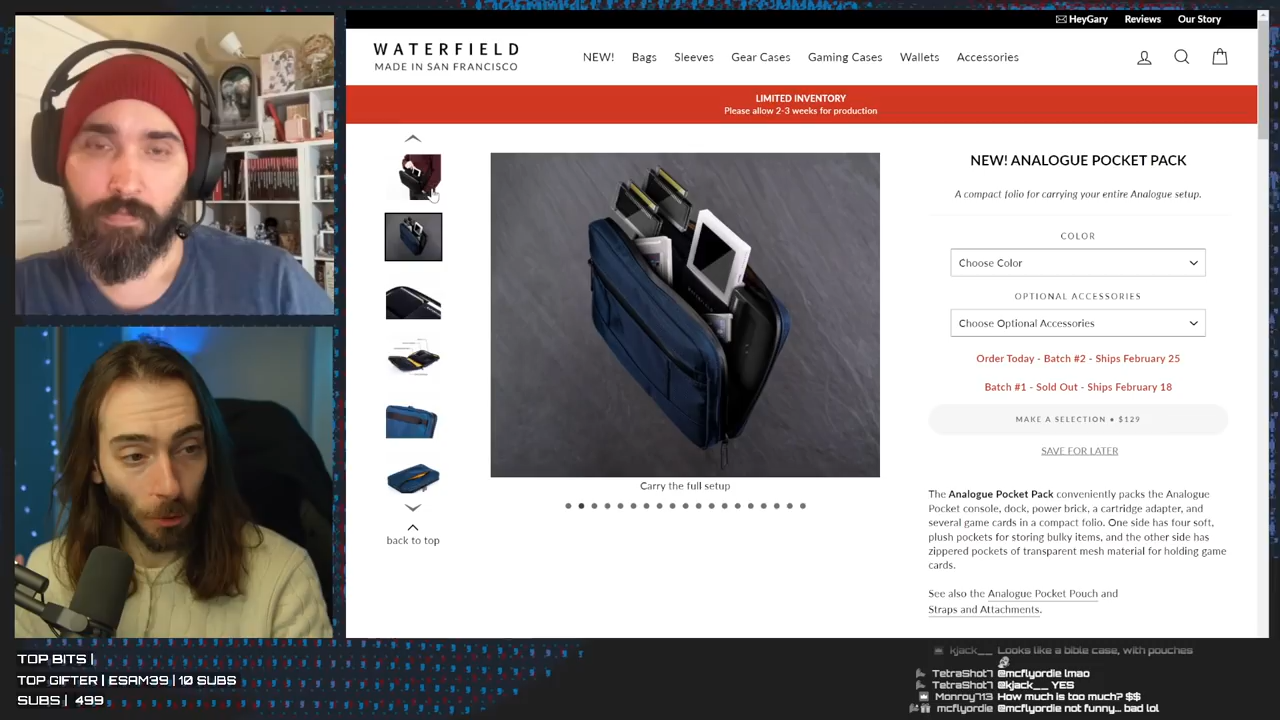 HeyGary
Reviews
Our Story
WATERFIELD
MADE IN SAN FRANCISCO
NEW!
Bags
Sleeves
Gear Cases
Gaming Cases
Wallets
Accessories
LIMITED INVENTORY
Please allow 2-3 weeks for production
back to top
Carry the full setup
NEW! ANALOGUE POCKET PACK
A compact folio for carrying your entire Analogue setup.
COLOR
Choose Color
OPTIONAL ACCESSORIES
Choose Optional Accessories
Order Today - Batch #2 - Ships February 25
Batch #1 - Sold Out - Ships February 18
MAKE A SELECTION • $129
SAVE FOR LATER
The Analogue Pocket Pack conveniently packs the Analogue
Pocket console, dock, power brick, a cartridge adapter, and
several game cards in a compact folio. One side has four soft,
plush pockets for storing bulky items, and the other side has
zippered pockets of transparent mesh material for holding game
cards.
See also the Analogue Pocket Pouch and
Straps and Attachments.
TOP BITS |
TOP GIFTER | ESAM39 | 10 SUBS
SUBS | 499
kjack__ Looks like a bible case, with pouches
TetraShot7 @mcflyordie lmao
TetraShot7 @kjack__ YES
Monroy713 How much is too much? $$
mcflyordie @mcflyordie not funny... bad lol